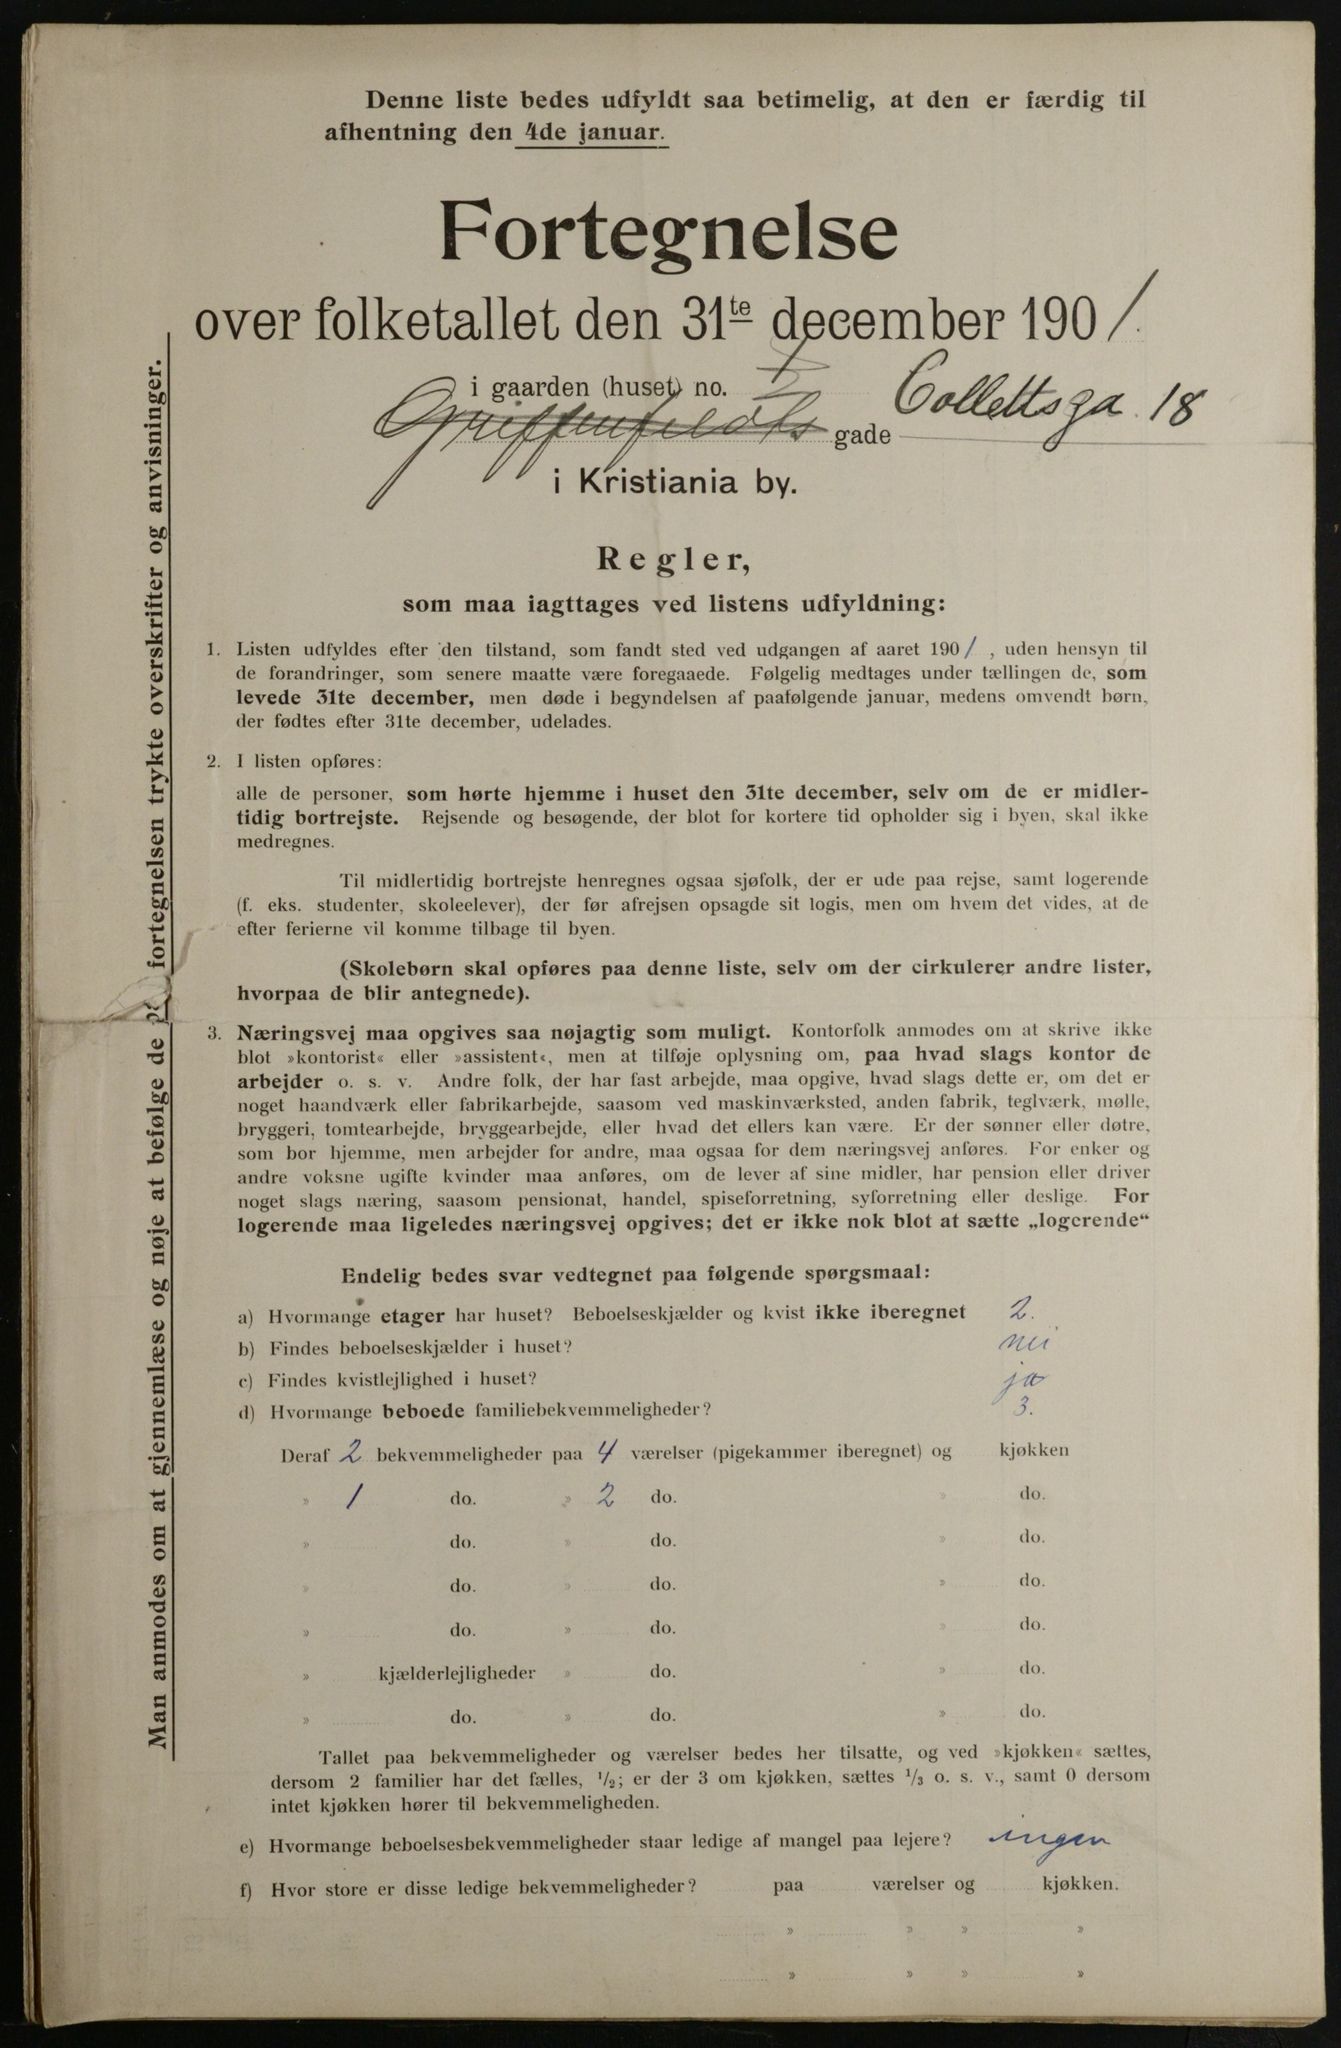 Denne liste bedes udfyldt saa betimelig, at den er færdig til
afhentning den 4de januar.
Fortegnelse
over folketallet den 31te december 1901.
i gaarden (huset) no.
Collettsga. 18
Griffenfeldts gade
i Kristiania by.
Regler,
som maa iagttages ved listens udfyldning:
1. Listen udfyldes efter den tilstand, som fandt sted ved udgangen af aaret 1901, uden hensyn til
de forandringer, som senere maatte være foregaaede. Følgelig medtages under tællingen de, som
levede 31te december, men døde i begyndelsen af paafølgende januar, medens omvendt børn,
der fødtes efter 31te december, udelades.
2. I listen opføres:
alle de personer, som hørte hjemme i huset den 31te december, selv om de er midler-
tidig bortrejste. Rejsende og besøgende, der blot for kortere tid opholder sig i byen, skal ikke
medregnes.
Til midlertidig bortrejste henregnes ogsaa sjøfolk, der er ude paa rejse, samt logerende
(f. eks. studenter, skoleelever), der før afrejsen opsagde sit logis, men om hvem det vides, at de
efter ferierne vil komme tilbage til byen.
(Skolebørn skal opføres paa denne liste, selv om der cirkulerer andre lister,
hvorpaa de blir antegnede).
3. Næringsvej maa opgives saa nøjagtig som muligt. Kontorfolk anmodes om at skrive ikke
blot »kontorist« eller »assistent«, men at tilføje oplysning om, paa hvad slags kontor de
arbejder o. s. v. Andre folk, der har fast arbejde, maa opgive, hvad slags dette er, om det er
noget haandværk eller fabrikarbejde, saasom ved maskinværksted, anden fabrik, teglværk, mølle,
bryggeri, tomtearbejde, bryggearbejde, eller hvad det ellers kan være. Er der sønner eller døtre,
som bor hjemme, men arbejder for andre, maa ogsaa for dem næringsvej anføres. For enker og
andre voksne ugifte kvinder maa anføres, om de lever af sine midler, har pension eller driver
noget slags næring, saasom pensionat, handel, spiseforretning, syforretning eller deslige. For
logerende maa ligeledes næringsvej opgives; det er ikke nok blot at sætte „logerende“
Endelig bedes svar vedtegnet paa følgende spørgsmaal:
a) Hvormange etager har huset? Beboelseskjælder og kvist ikke iberegnet 2.
b) Findes beboelseskjælder i huset? nei
c) Findes kvistlejlighed i huset? ja
d) Hvormange beboede familiebekvemmeligheder? 3.
Deraf 2 bekvemmeligheder paa 4 værelser (pigekammer iberegnet) og kjøkken
» 1 do. » 2 do. » do.
» do. » do. » do.
» do. » do. » do.
» do. » do. » do.
» kjælderlejligheder » do. » do.
» do. » do. » do.
Tallet paa bekvemmeligheder og værelser bedes her tilsatte, og ved »kjøkken« sættes,
dersom 2 familier har det fælles, 1/2; er der 3 om kjøkken, sættes 1/3 o. s. v., samt 0 dersom
intet kjøkken hører til bekvemmeligheden.
e) Hvormange beboelsesbekvemmeligheder staar ledige af mangel paa lejere? ingen
f) Hvor store er disse ledige bekvemmeligheder? paa værelser og kjøkken.
» » » »
» » » »
Man anmodes om at gjennemlæse og nøje at befølge de fortegnelsen trykte overskrifter og anvisninger.